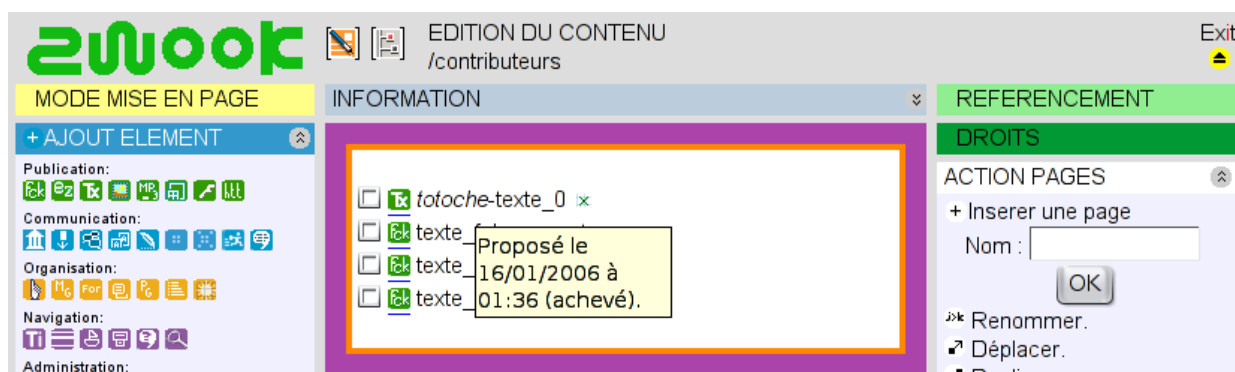 zwook
EDITION DU CONTENU
/contributeurs
Exit
MODE MISE EN PAGE
INFORMATION
REFERENCEMENT
+ AJOUT ELEMENT
DROITS
Publication:
ACTION PAGES
fototoche-texte_0
+ Inserer une page
Communication:
texte_
Nom :
Proposé le
16/01/2006 à
01:36 (achevé).
Organisation:
texte_
OK
texte_
Navigation:
Renommer.
Déplacer.
Administration: